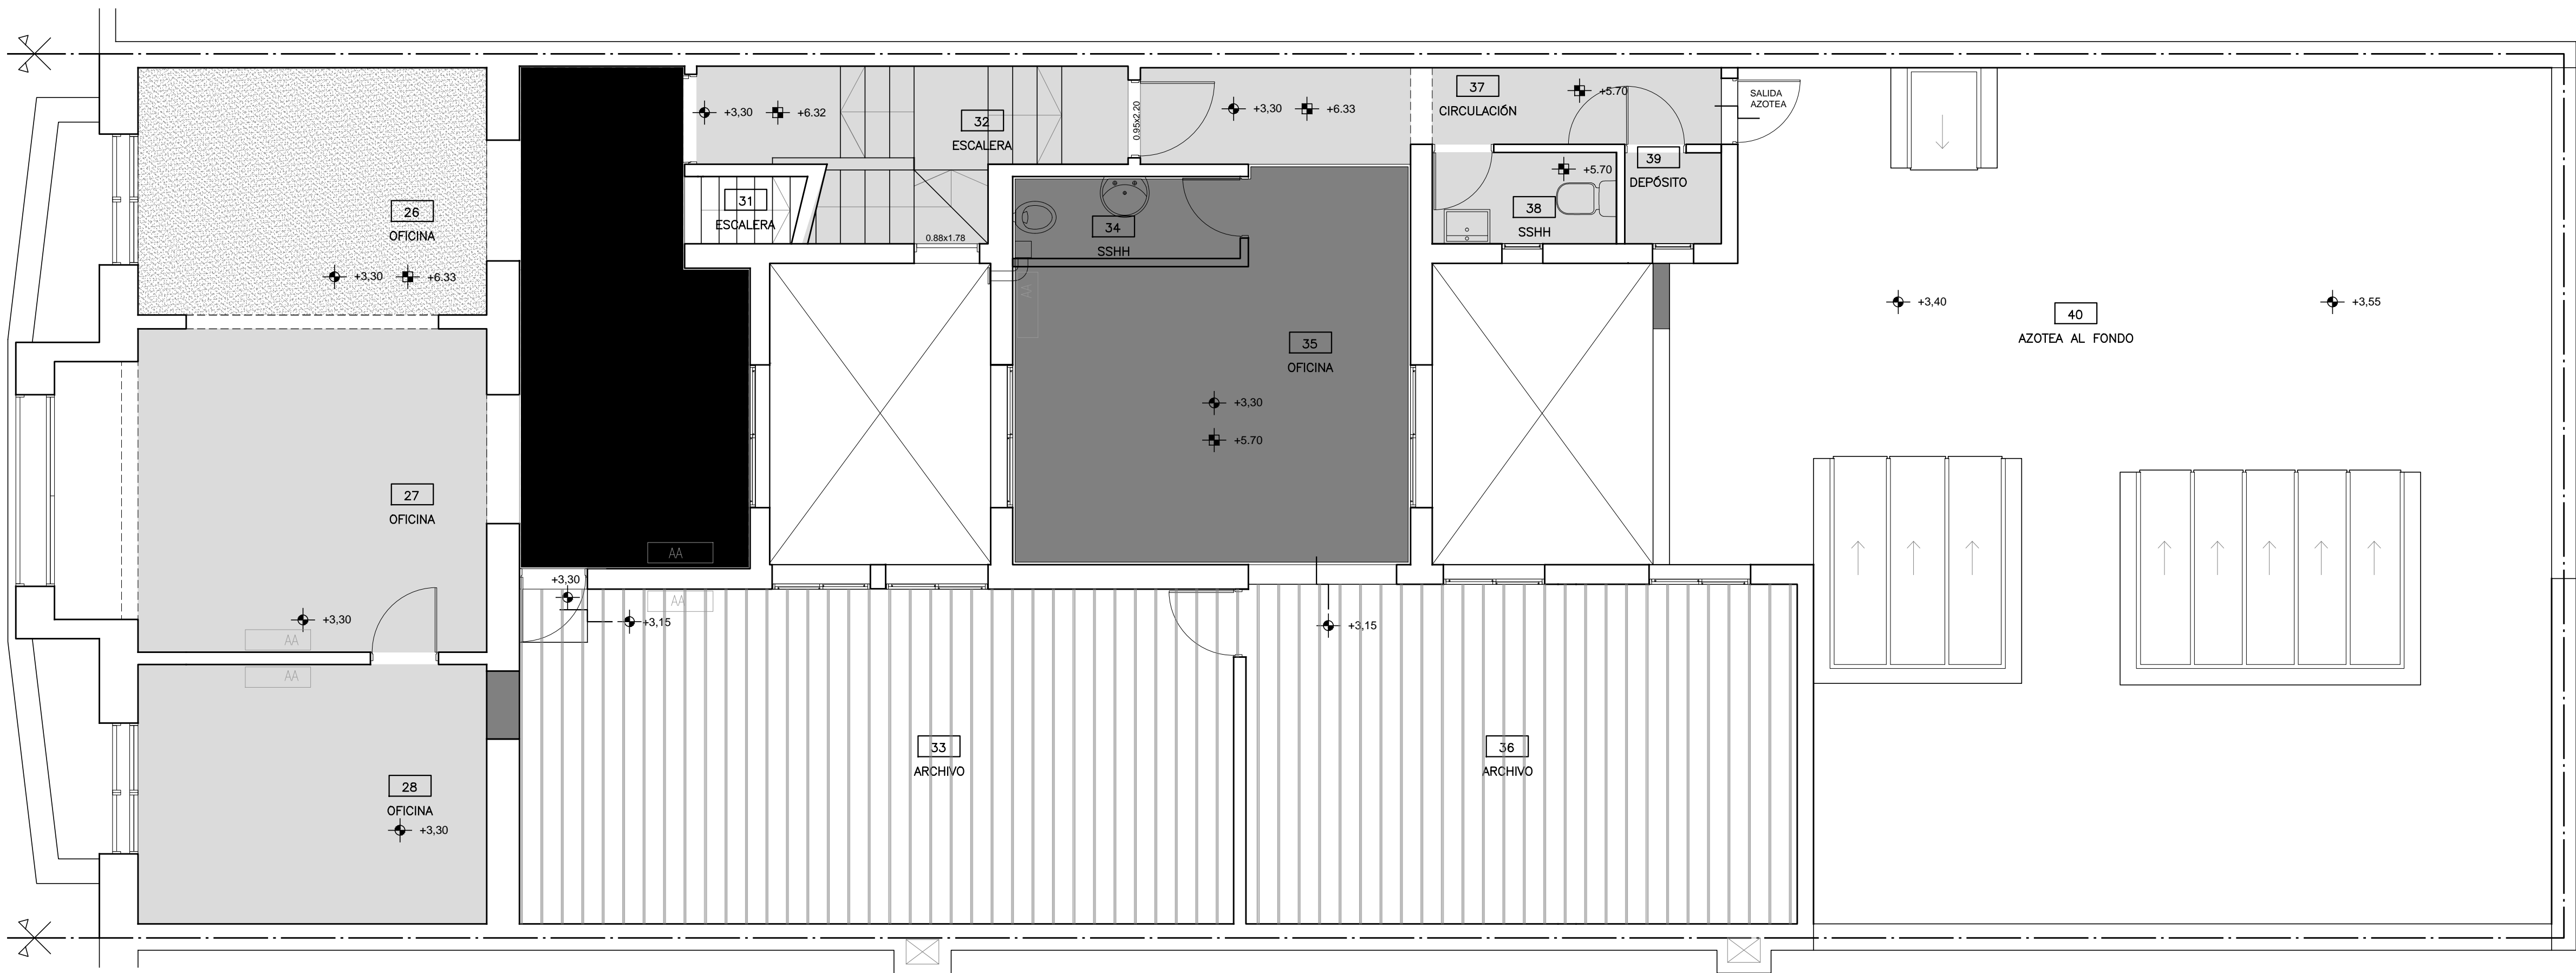 26
OFICINA
+3,30
+6.33
27
OFICINA
+3,30
AA
AA
28
OFICINA
+3,30
+3,30
+6.32
32
ESCALERA
0.95x2.20
31
ESCALERA
0.88x1.78
AA
+3,30
AA
+3,15
33
ARCHIVO
+3,30
+6.33
34
SSHH
AA
35
OFICINA
+3,30
+5.70
+3,15
36
ARCHIVO
37
CIRCULACIÓN
+5.70
SALIDA
AZOTEA
39
DEPÓSITO
+5.70
38
SSHH
+3,40
40
AZOTEA AL FONDO
+3,55